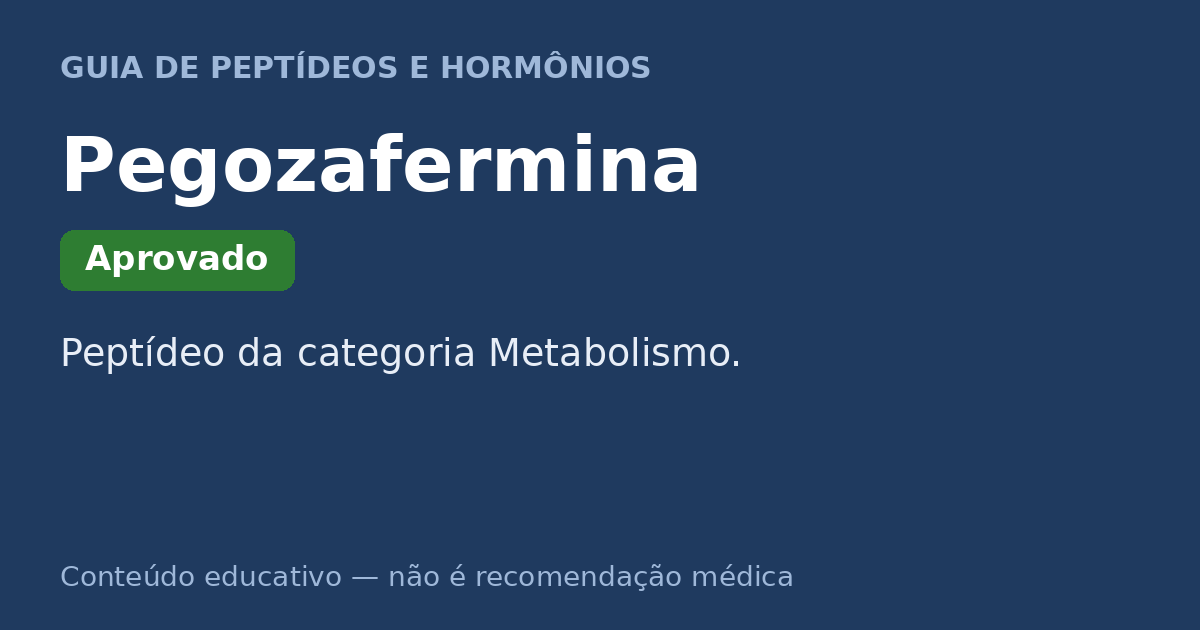 GUIA DE PEPTÍDEOS E HORMÔNIOS
Pegozafermina
Aprovado
Peptídeo da categoria Metabolismo.
Conteúdo educativo — não é recomendação médica